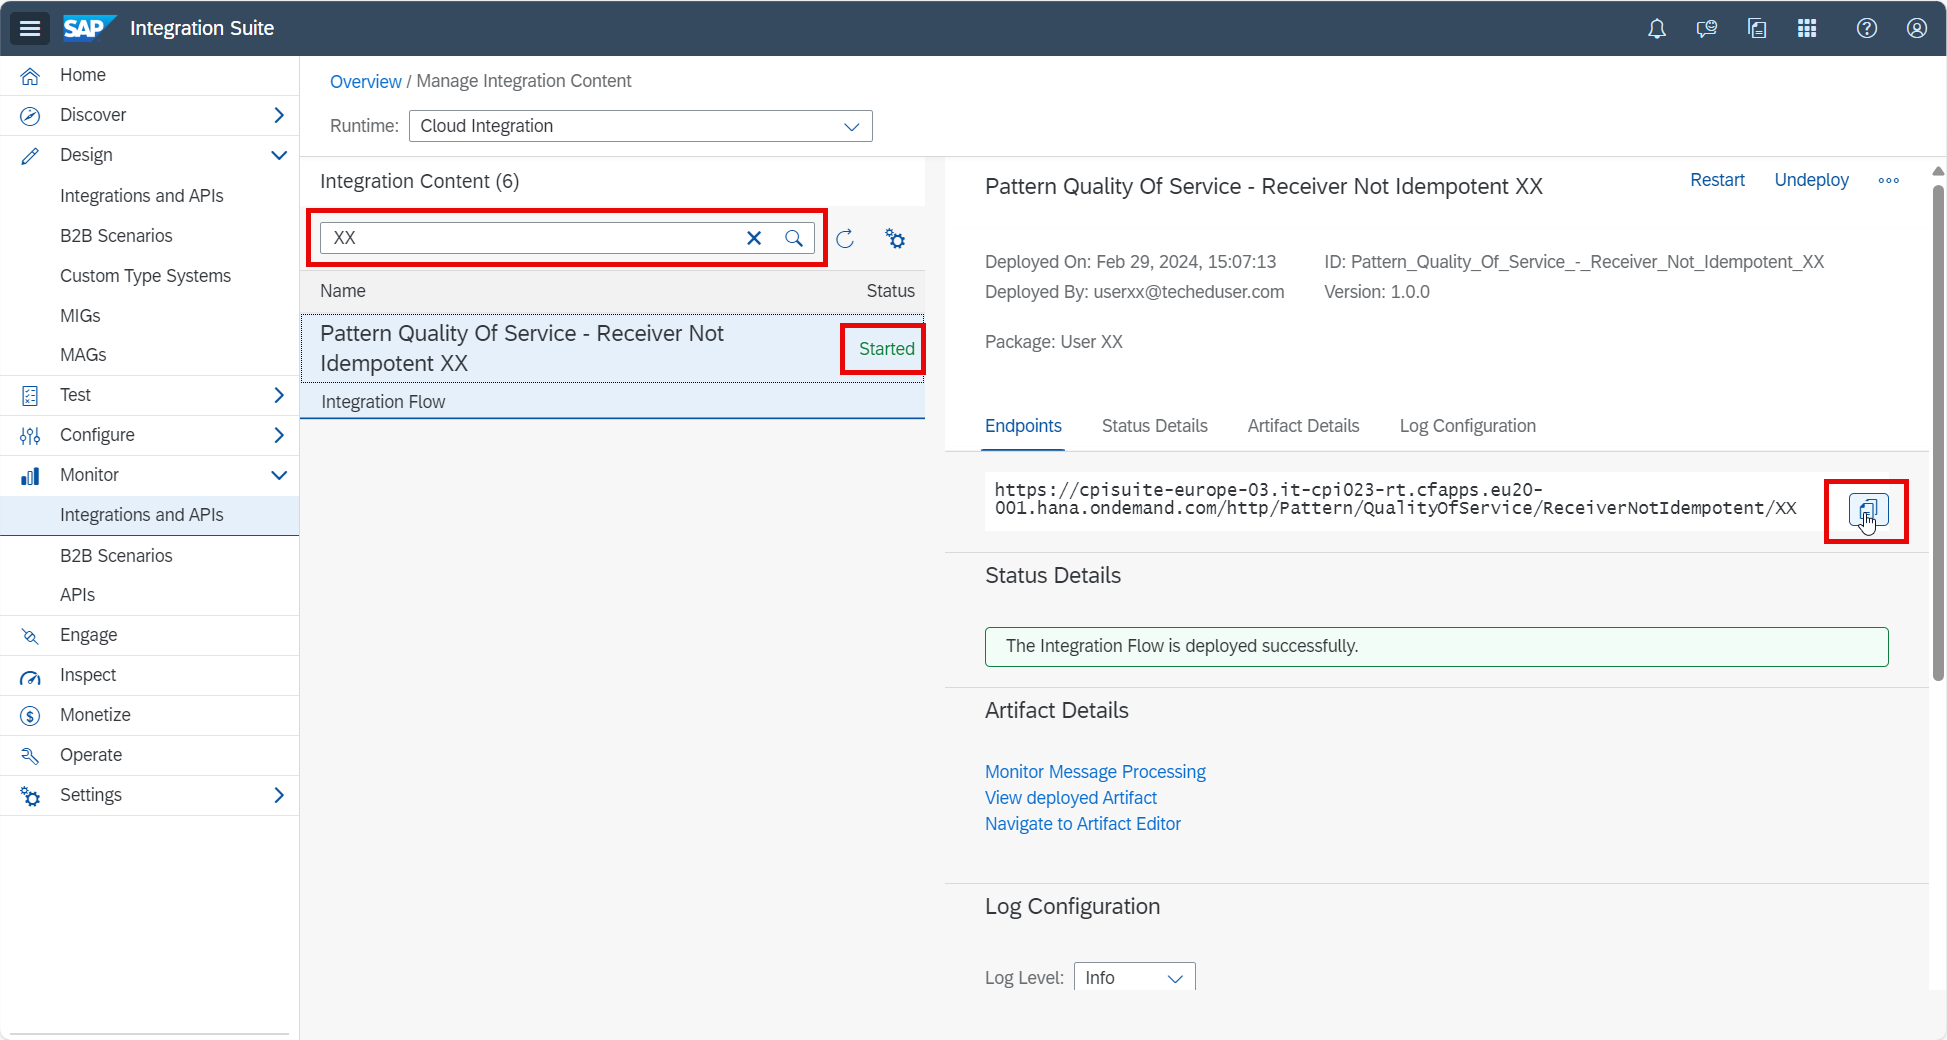 SAP Integration Suite
Home
Discover
Design
Integrations and APIs
B2B Scenarios
Custom Type Systems
MIGs
MAGs
Test
Configure
Monitor
Integrations and APIs
B2B Scenarios
APIs
Engage
Inspect
Monetize
Operate
Settings
Overview / Manage Integration Content
Runtime: Cloud Integration
Integration Content (6)
XX
Name Status
Pattern Quality Of Service - Receiver Not
Idempotent XX
Started
Integration Flow
Pattern Quality Of Service - Receiver Not Idempotent XX
Restart Undeploy
Deployed On: Feb 29, 2024, 15:07:13 ID: Pattern_Quality_Of_Service_-_Receiver_Not_Idempotent_XX
Deployed By: userxx@techeduser.com Version: 1.0.0
Package: User XX
Endpoints Status Details Artifact Details Log Configuration
https://cpisuite-europe-03.it-cpi023-rt.cfapps.eu20-
001.hana.ondemand.com/http/Pattern/QualityOfService/ReceiverNotIdempotent/XX
Status Details
The Integration Flow is deployed successfully.
Artifact Details
Monitor Message Processing
View deployed Artifact
Navigate to Artifact Editor
Log Configuration
Log Level: Info